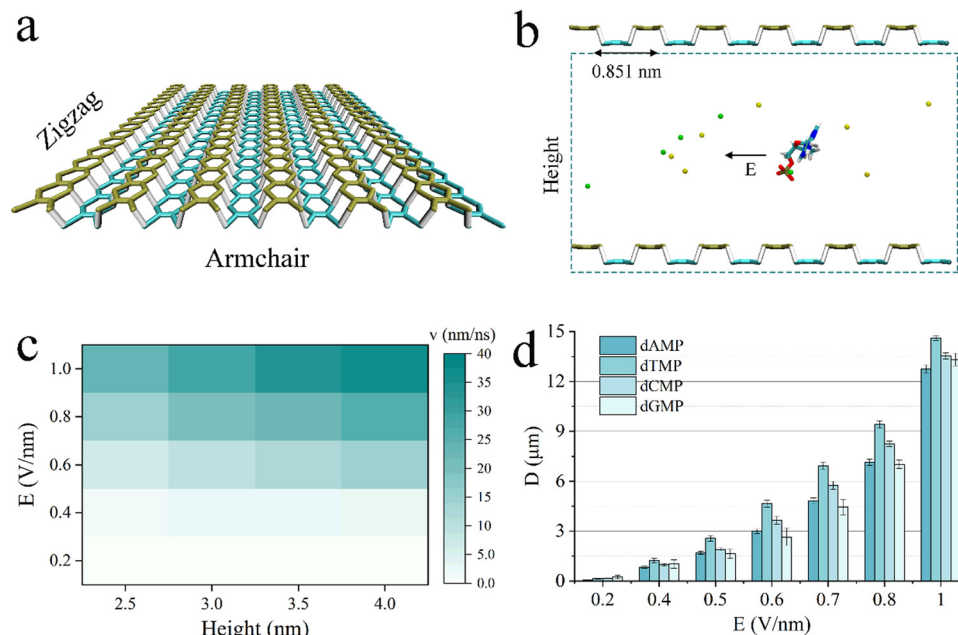 a
Zigzag
Armchair
b
0.851 nm
Height
E
c
ν (nm/ns)
E (V/nm)
1.0
0.8
0.6
0.4
0.2
2.5 3.0 3.5 4.0
Height (nm)
40
35
30
25
20
15
10
5.0
0.0
d
D (μm)
15
12
9
6
3
0
dAMP
dTMP
dCMP
dGMP
0.2 0.4 0.5 0.6 0.7 0.8 1
E (V/nm)